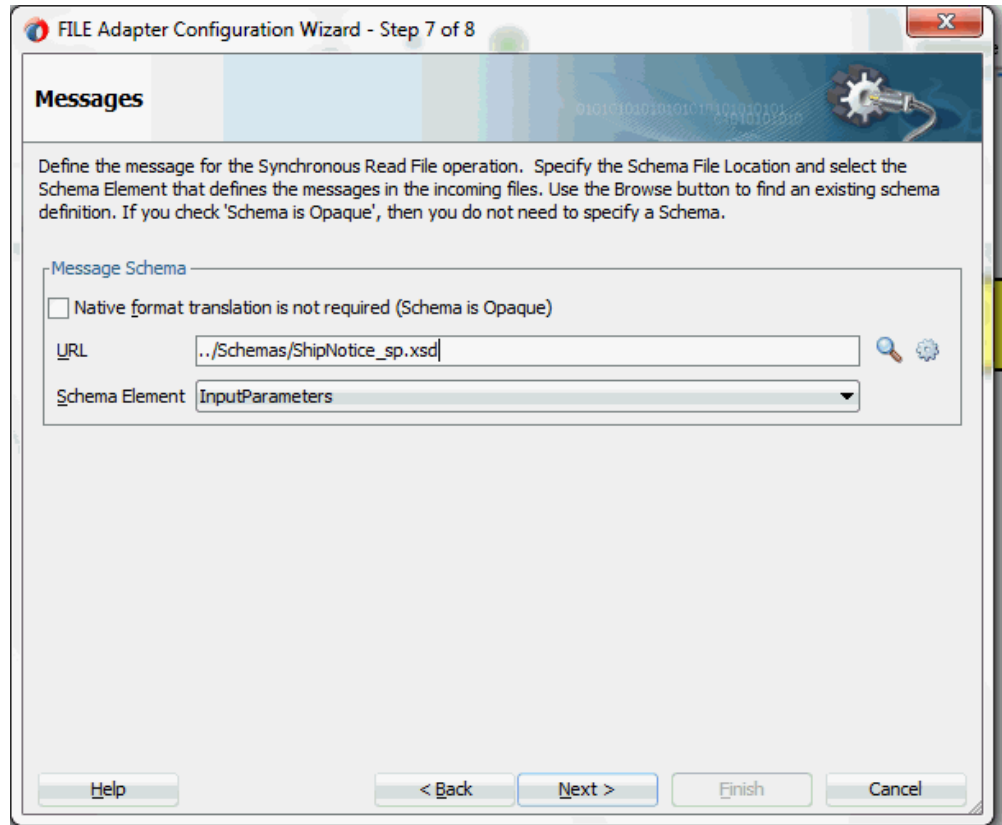 FILE Adapter Configuration Wizard - Step 7 of 8
Messages
Define the message for the Synchronous Read File operation.  Specify the Schema File Location and select the
Schema Element that defines the messages in the incoming files. Use the Browse button to find an existing schema
definition. If you check 'Schema is Opaque', then you do not need to specify a Schema.
Message Schema
Native format translation is not required (Schema is Opaque)
URL ../Schemas/ShipNotice_sp.xsd
Schema Element InputParameters
Help < Back Next > Finish Cancel